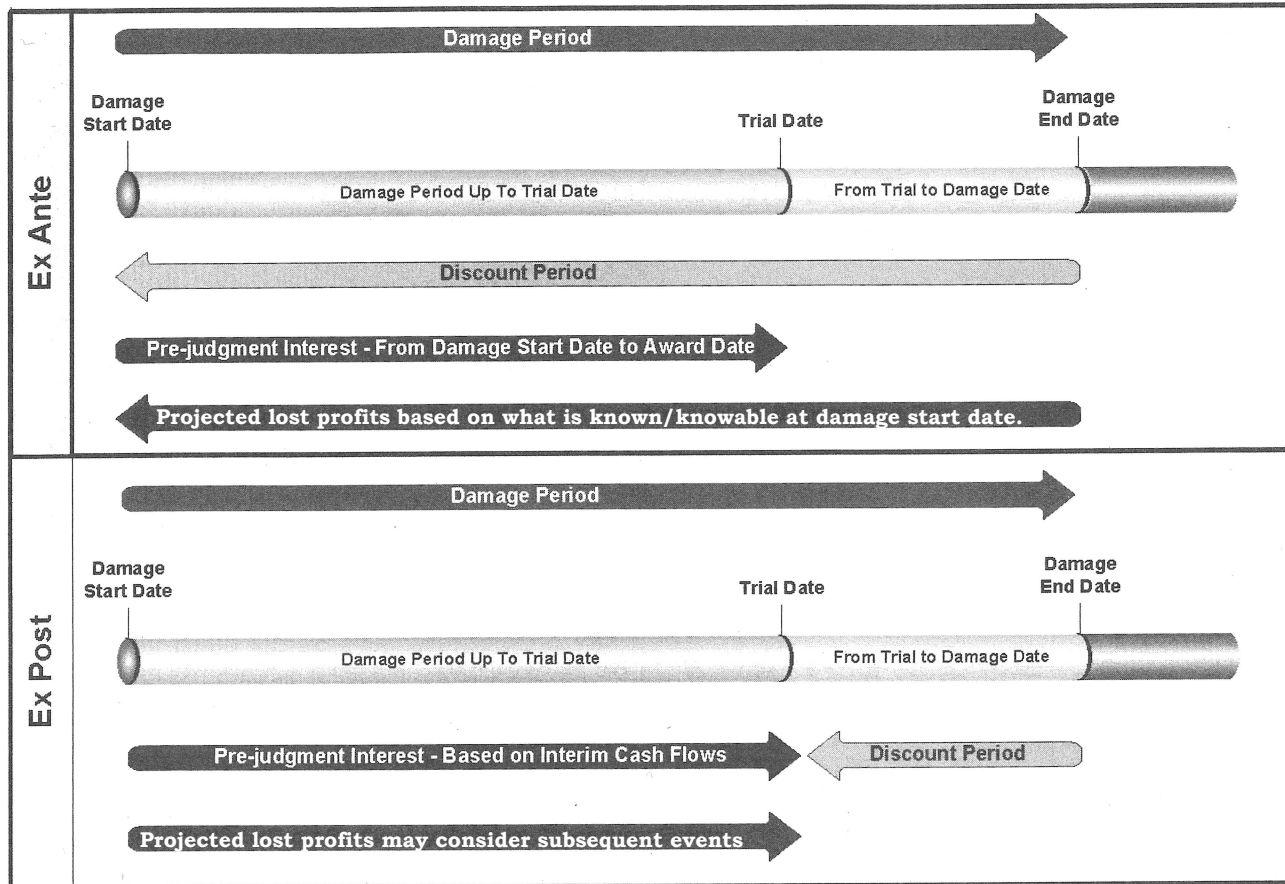 Ex Ante
Damage Period
Damage
Start Date
Trial Date
Damage
End Date
Damage Period Up To Trial Date
From Trial to Damage Date
Discount Period
Pre-judgment Interest - From Damage Start Date to Award Date
Projected lost profits based on what is known/knowable at damage start date.
Ex Post
Damage Period
Damage
Start Date
Trial Date
Damage
End Date
Damage Period Up To Trial Date
From Trial to Damage Date
Pre-judgment Interest - Based on Interim Cash Flows
Discount Period
Projected lost profits may consider subsequent events